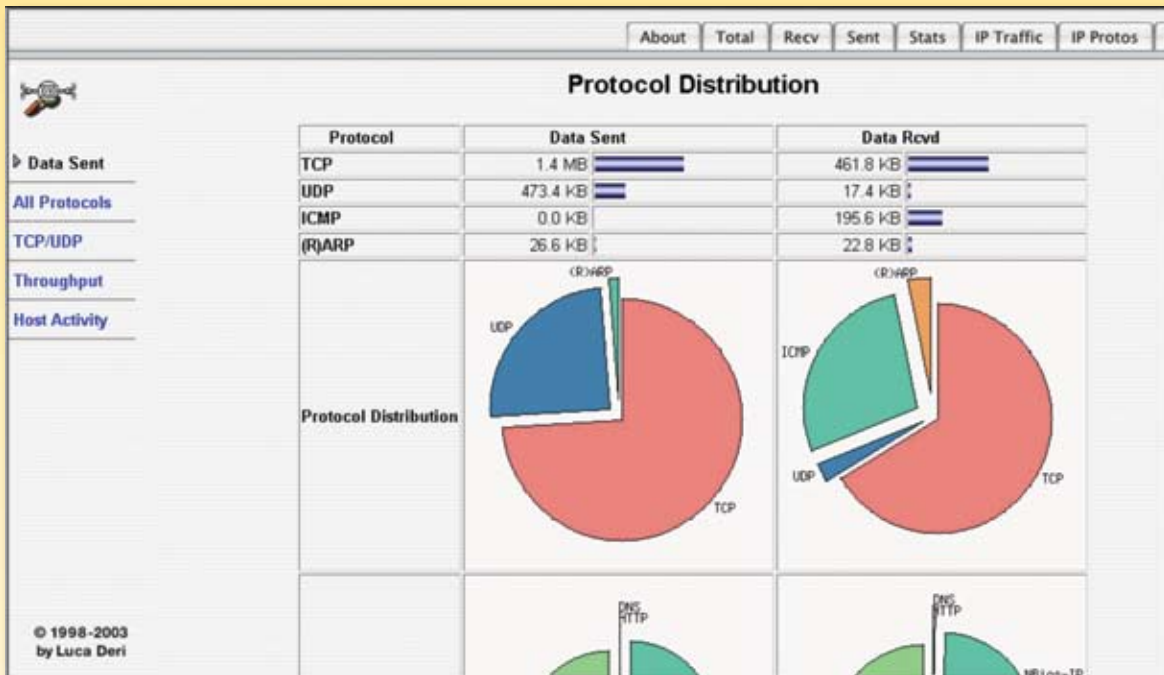 About Total Recv Sent Stats IP Traffic IP Protos
Protocol Distribution
Protocol Data Sent Data Rcvd
TCP 1.4 MB 461.8 KB
UDP 473.4 KB 17.4 KB
ICMP 0.0 KB 195.6 KB
(R)ARP 26.6 KB 22.8 KB
Data Sent
All Protocols
TCP/UDP
Throughput
Host Activity
Protocol Distribution
(R)ARP
UDP
TCP
(R)ARP
ICMP
UDP
TCP
DNS
HTTP
DNS
HTTP
© 1998-2003
by Luca Deri